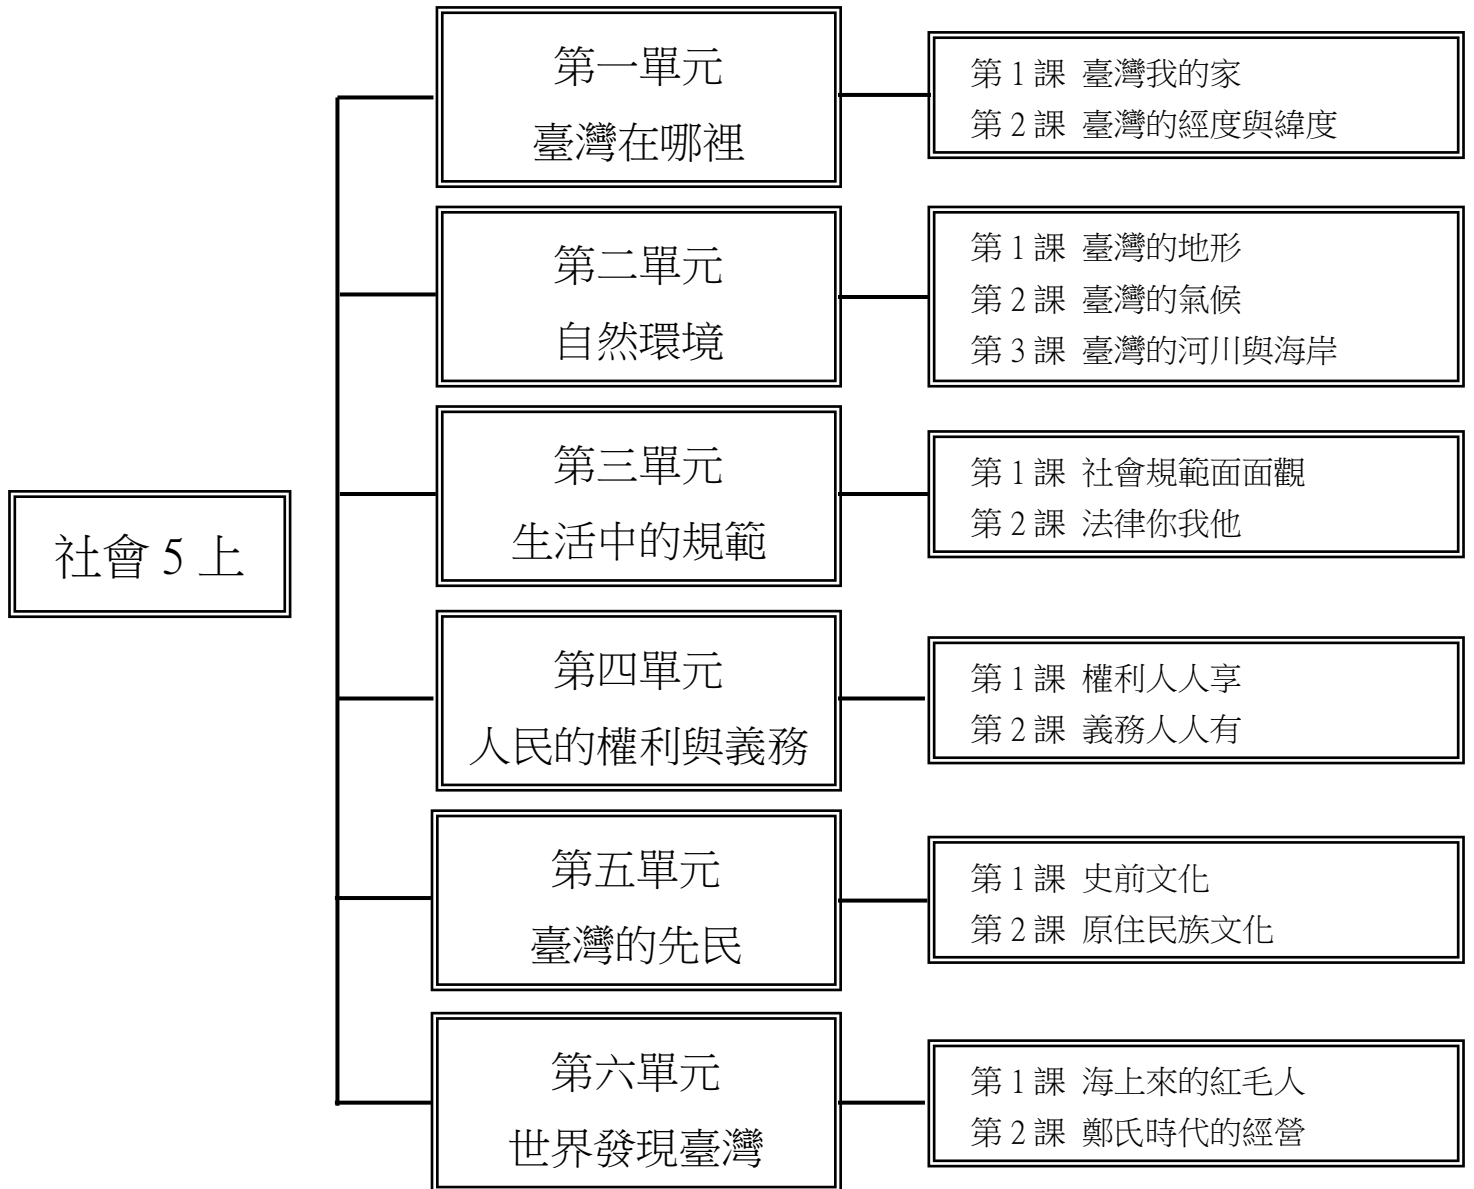 社會 5 上
第一單元
臺灣在哪裡
第 1 課 臺灣我的家
第 2 課 臺灣的經度與緯度
第二單元
自然環境
第 1 課 臺灣的地形
第 2 課 臺灣的氣候
第 3 課 臺灣的河川與海岸
第三單元
生活中的規範
第 1 課 社會規範面面觀
第 2 課 法律你我他
第四單元
人民的權利與義務
第 1 課 權利人人享
第 2 課 義務人人有
第五單元
臺灣的先民
第 1 課 史前文化
第 2 課 原住民族文化
第六單元
世界發現臺灣
第 1 課 海上來的紅毛人
第 2 課 鄭氏時代的經營